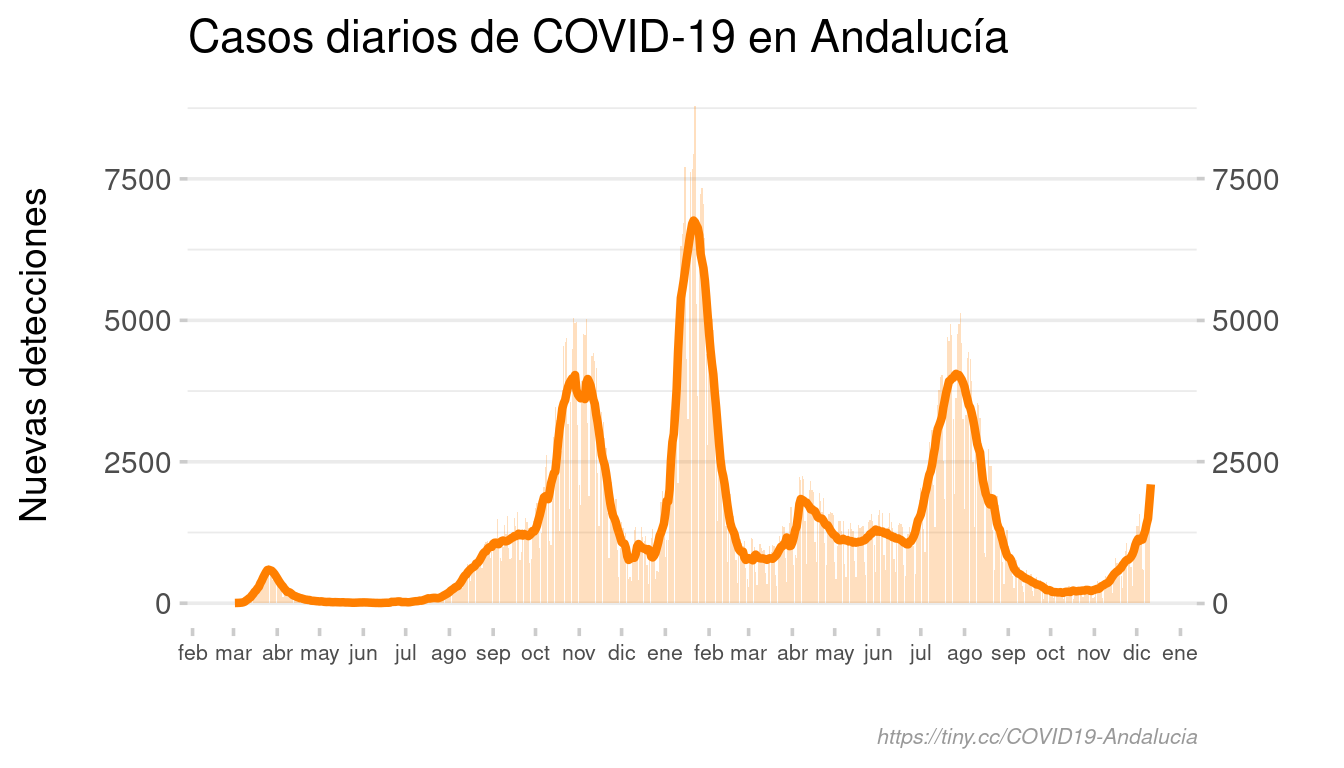 Casos diarios de COVID-19 en Andalucía
Nuevas detecciones
7500
5000
2500
0
7500
5000
2500
0
feb mar abr may jun jul ago sep oct nov dic ene feb mar abr may jun jul ago sep oct nov dic ene
https://tiny.cc/COVID19-Andalucia